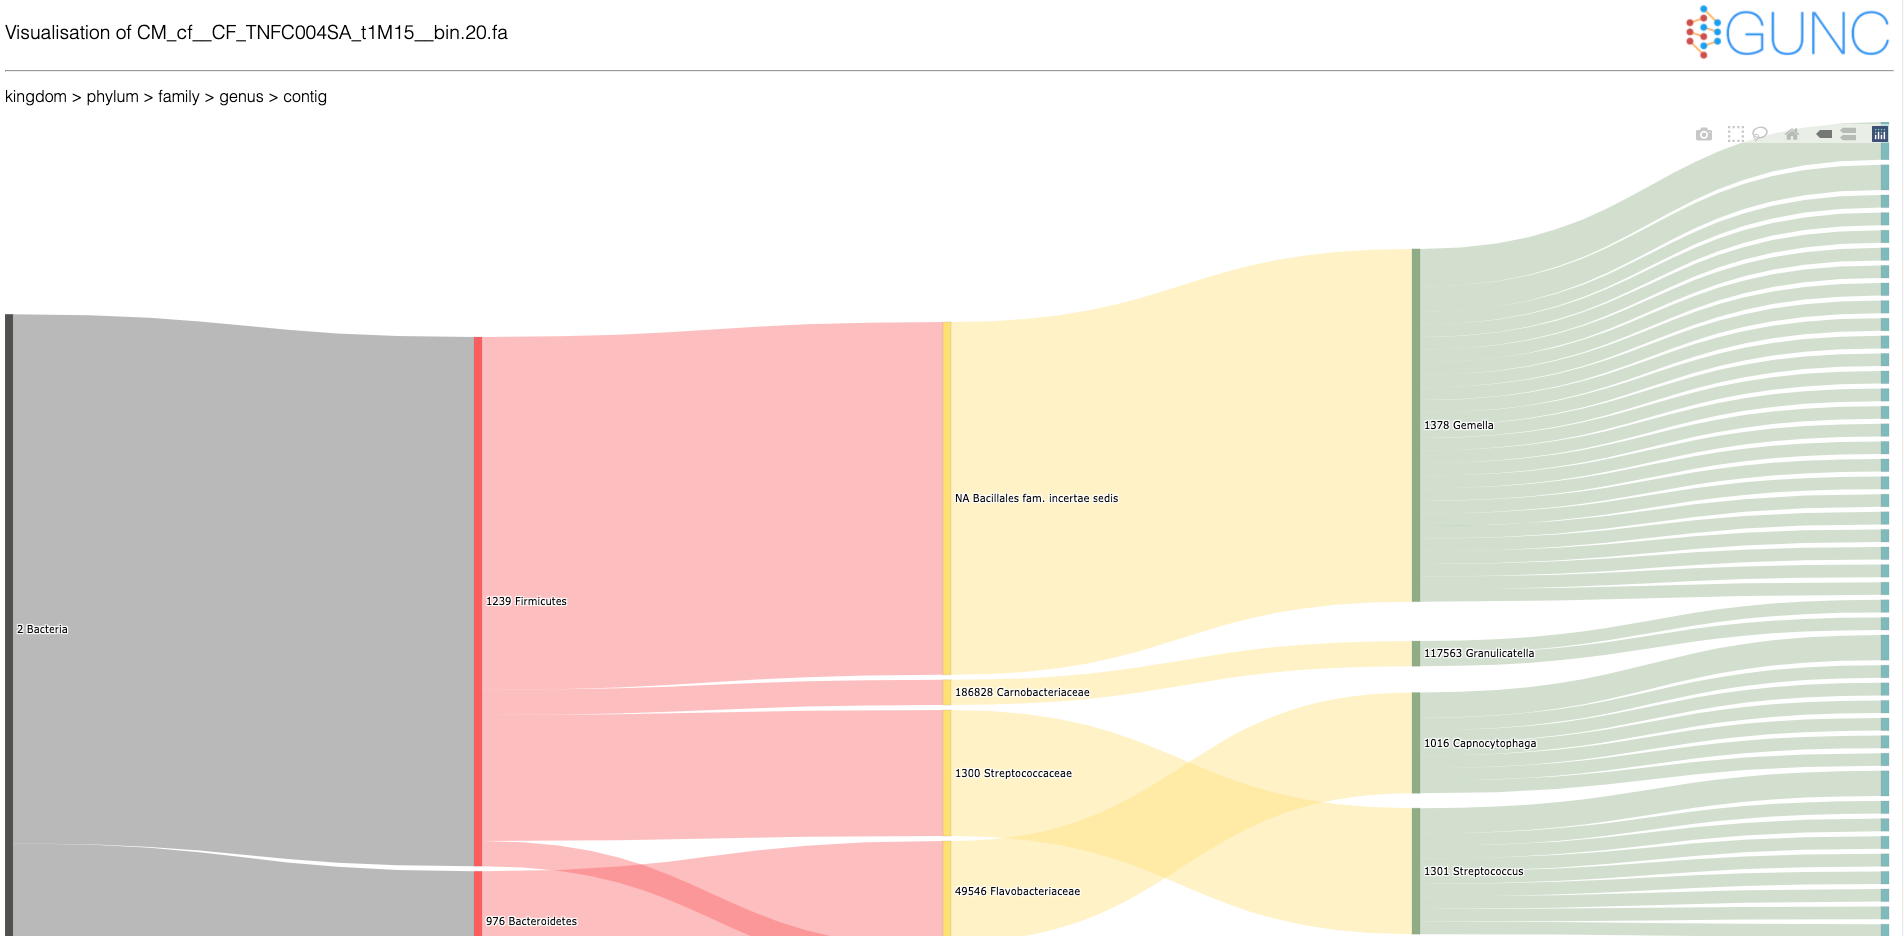 Visualisation of CM_cf__CF_TNFC004SA_t1M15__bin.20.fa
GUNC
kingdom > phylum > family > genus > contig
1378 Gemella
NA Bacillales fam. incertae sedis
1239 Firmicutes
2 Bacteria
117563 Granulicatella
186828 Carnobacteriaceae
1016 Capnocytophaga
1300 Streptococcaceae
1301 Streptococcus
49546 Flavobacteriaceae
976 Bacteroidetes